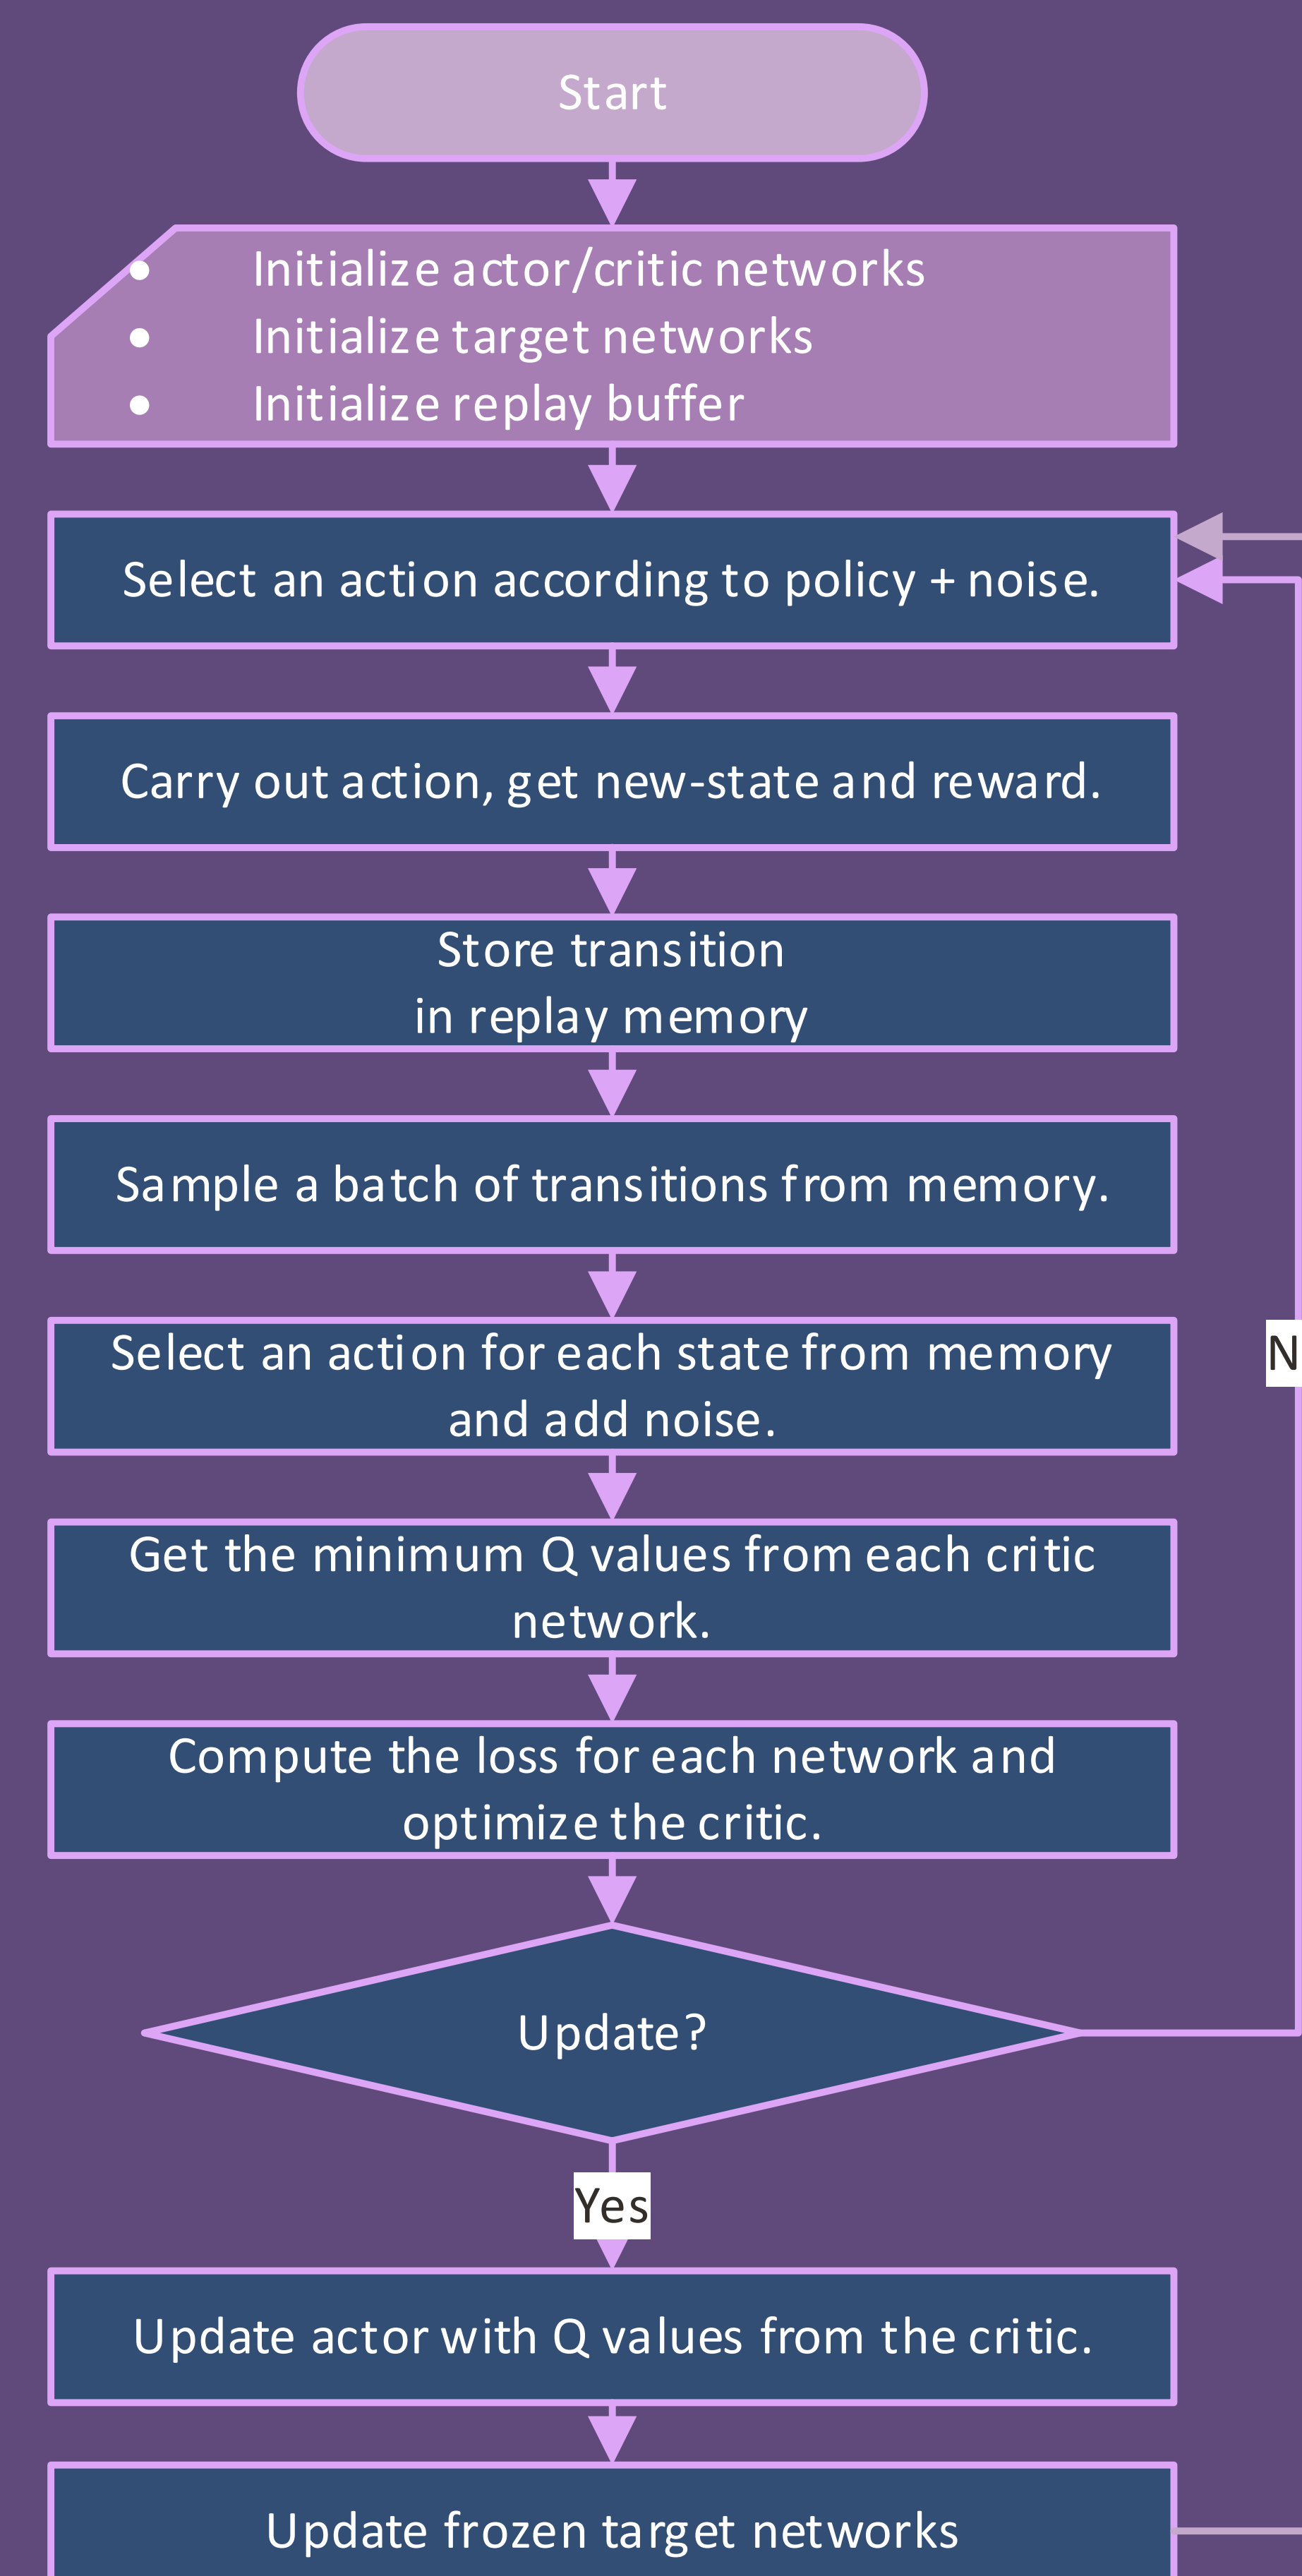 Start
• Initialize actor/critic networks
• Initialize target networks
• Initialize replay buffer
Select an action according to policy + noise.
Carry out action, get new-state and reward.
Store transition
in replay memory
Sample a batch of transitions from memory.
Select an action for each state from memory
and add noise.
Get the minimum Q values from each critic
network.
Compute the loss for each network and
optimize the critic.
Update?
N
Yes
Update actor with Q values from the critic.
Update frozen target networks